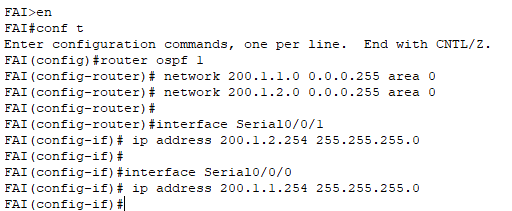 FAI>en
FAI#conf t
Enter configuration commands, one per line.  End with CNTL/Z.
FAI(config)#router ospf 1
FAI(config-router)# network 200.1.1.0 0.0.0.255 area 0
FAI(config-router)# network 200.1.2.0 0.0.0.255 area 0
FAI(config-router)#
FAI(config-router)#interface Serial0/0/1
FAI(config-if)# ip address 200.1.2.254 255.255.255.0
FAI(config-if)#
FAI(config-if)#interface Serial0/0/0
FAI(config-if)# ip address 200.1.1.254 255.255.255.0
FAI(config-if)#